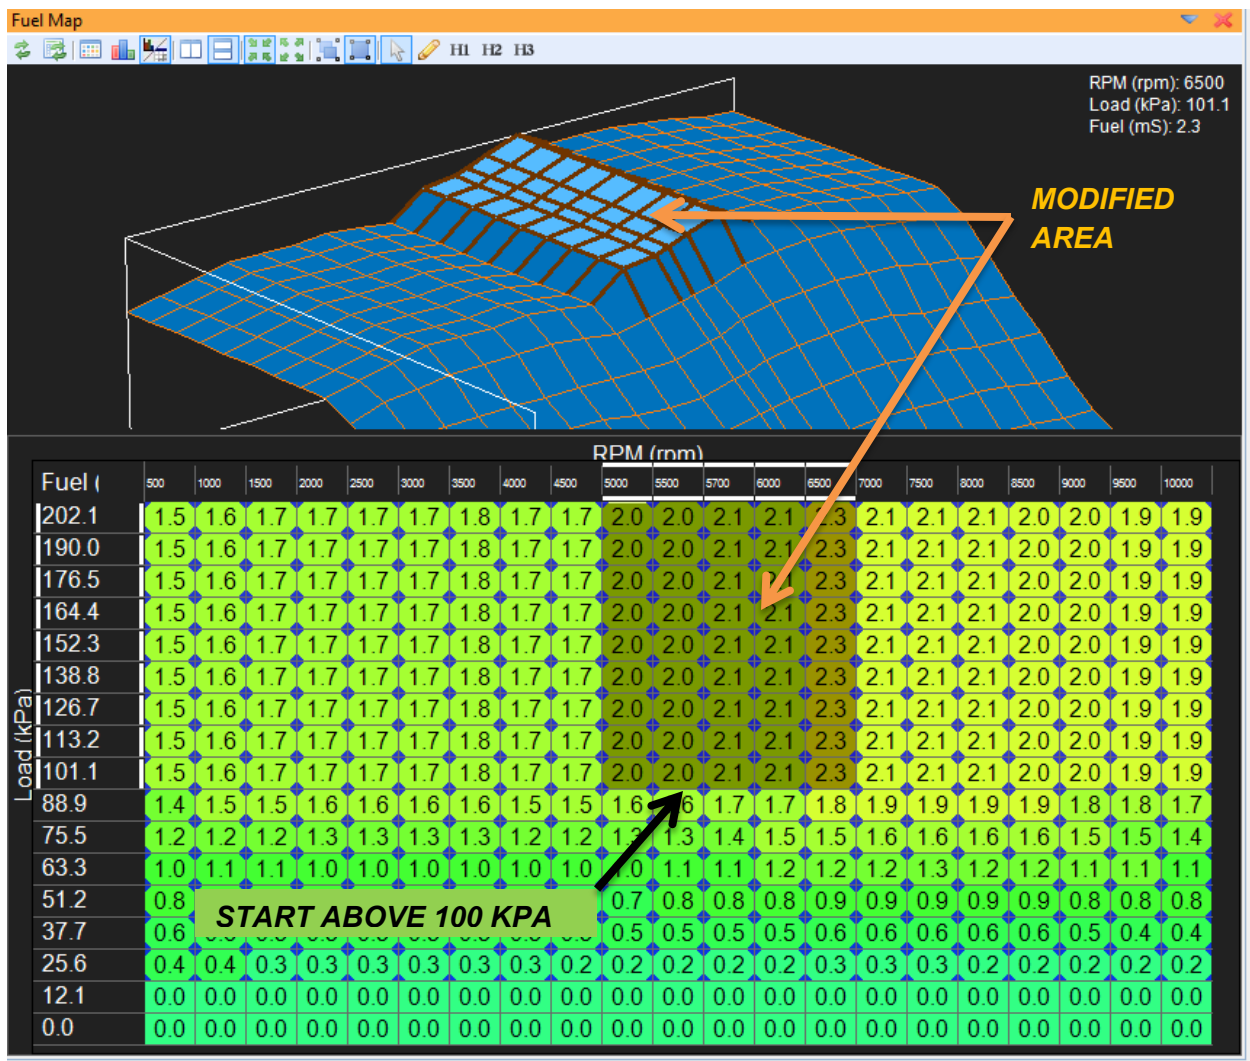 Fuel Map
H1 H2 H3
RPM (rpm): 6500
Load (kPa): 101.1
Fuel (mS): 2.3
MODIFIED
AREA
RPM (rpm)
Fuel ( 500 1000 1500 2000 2500 3000 3500 4000 4500 5000 5500 5700 6000 6500 7000 7500 8000 8500 9000 9500 10000
Load (kPa)
202.1 1.5 1.6 1.7 1.7 1.7 1.7 1.8 1.7 1.7 2.0 2.0 2.1 2.1 2.3 2.1 2.1 2.1 2.0 2.0 1.9 1.9
190.0 1.5 1.6 1.7 1.7 1.7 1.7 1.8 1.7 1.7 2.0 2.0 2.1 2.1 2.3 2.1 2.1 2.1 2.0 2.0 1.9 1.9
176.5 1.5 1.6 1.7 1.7 1.7 1.7 1.8 1.7 1.7 2.0 2.0 2.1 2.1 2.3 2.1 2.1 2.1 2.0 2.0 1.9 1.9
164.4 1.5 1.6 1.7 1.7 1.7 1.7 1.8 1.7 1.7 2.0 2.0 2.1 2.1 2.3 2.1 2.1 2.1 2.0 2.0 1.9 1.9
152.3 1.5 1.6 1.7 1.7 1.7 1.7 1.8 1.7 1.7 2.0 2.0 2.1 2.1 2.3 2.1 2.1 2.1 2.0 2.0 1.9 1.9
138.8 1.5 1.6 1.7 1.7 1.7 1.7 1.8 1.7 1.7 2.0 2.0 2.1 2.1 2.3 2.1 2.1 2.1 2.0 2.0 1.9 1.9
126.7 1.5 1.6 1.7 1.7 1.7 1.7 1.8 1.7 1.7 2.0 2.0 2.1 2.1 2.3 2.1 2.1 2.1 2.0 2.0 1.9 1.9
113.2 1.5 1.6 1.7 1.7 1.7 1.7 1.8 1.7 1.7 2.0 2.0 2.1 2.1 2.3 2.1 2.1 2.1 2.0 2.0 1.9 1.9
101.1 1.5 1.6 1.7 1.7 1.7 1.7 1.8 1.7 1.7 2.0 2.0 2.1 2.1 2.3 2.1 2.1 2.1 2.0 2.0 1.9 1.9
88.9 1.4 1.5 1.5 1.6 1.6 1.6 1.6 1.5 1.5 1.6 1.7 1.7 1.8 1.9 1.9 1.9 1.9 1.8 1.8 1.7
75.5 1.2 1.2 1.2 1.3 1.3 1.3 1.3 1.2 1.2 1.3 1.4 1.5 1.5 1.6 1.6 1.6 1.6 1.5 1.5 1.4
63.3 1.0 1.1 1.1 1.0 1.0 1.0 1.0 1.0 1.0 1.1 1.1 1.2 1.2 1.2 1.3 1.2 1.2 1.1 1.1 1.1
51.2 0.8 0.7 0.8 0.8 0.8 0.9 0.9 0.9 0.9 0.9 0.8 0.8 0.8
START ABOVE 100 KPA
37.7 0.6 0.5 0.5 0.5 0.5 0.6 0.6 0.6 0.6 0.6 0.5 0.4 0.4
25.6 0.4 0.4 0.3 0.3 0.3 0.3 0.3 0.3 0.2 0.2 0.2 0.2 0.2 0.3 0.3 0.3 0.2 0.2 0.2 0.2 0.2
12.1 0.0 0.0 0.0 0.0 0.0 0.0 0.0 0.0 0.0 0.0 0.0 0.0 0.0 0.0 0.0 0.0 0.0 0.0 0.0 0.0 0.0
0.0 0.0 0.0 0.0 0.0 0.0 0.0 0.0 0.0 0.0 0.0 0.0 0.0 0.0 0.0 0.0 0.0 0.0 0.0 0.0 0.0 0.0